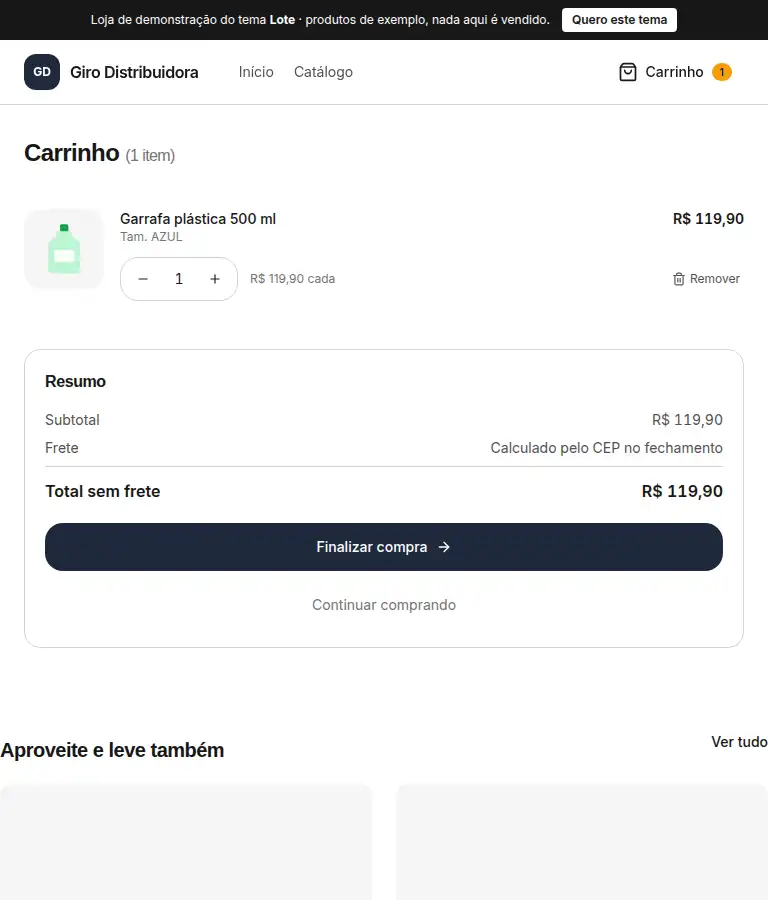 Loja de demonstração do tema Lote · produtos de exemplo, nada aqui é vendido. Quero este tema
GD Giro Distribuidora Início Catálogo Carrinho 1
Carrinho (1 item)
Garrafa plástica 500 ml R$ 119,90
Tam. AZUL
− 1 + R$ 119,90 cada Remover
Resumo
Subtotal R$ 119,90
Frete Calculado pelo CEP no fechamento
Total sem frete R$ 119,90
Finalizar compra →
Continuar comprando
Aproveite e leve também Ver tudo